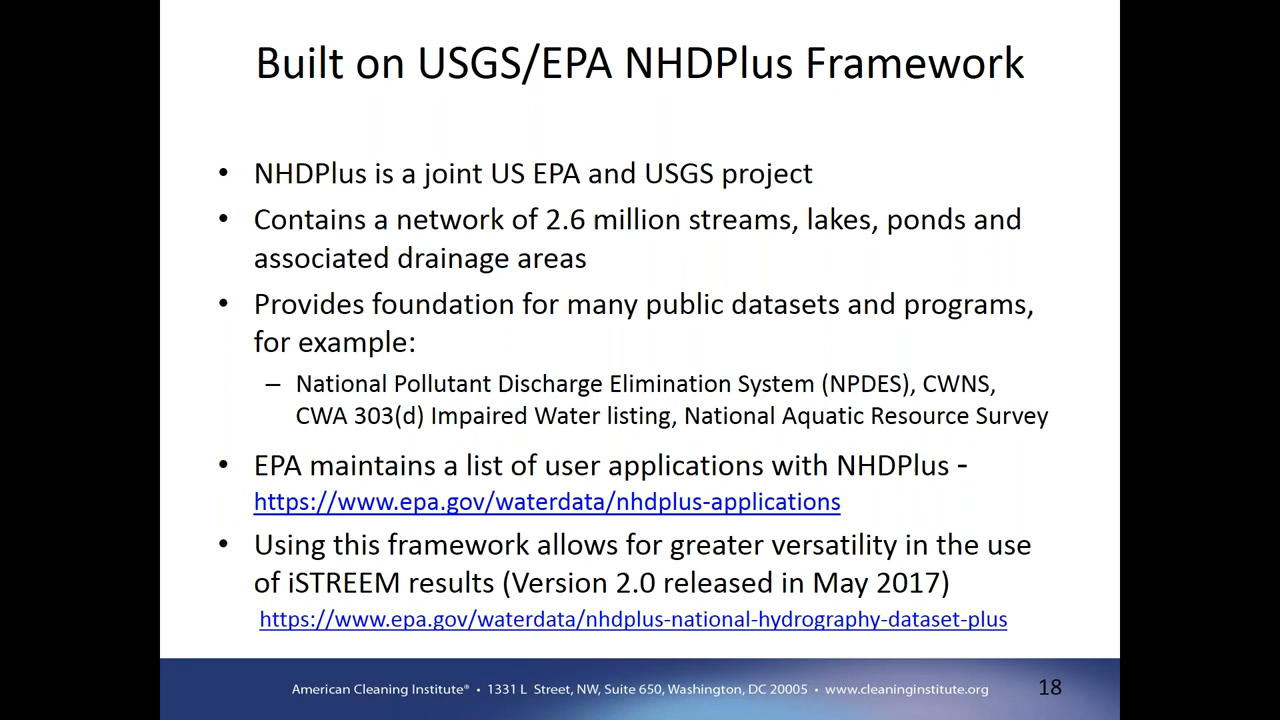 Built on USGS/EPA NHDPlus Framework
• NHDPlus is a joint US EPA and USGS project
• Contains a network of 2.6 million streams, lakes, ponds and
associated drainage areas
• Provides foundation for many public datasets and programs,
for example:
– National Pollutant Discharge Elimination System (NPDES), CWNS,
CWA 303(d) Impaired Water listing, National Aquatic Resource Survey
• EPA maintains a list of user applications with NHDPlus -
https://www.epa.gov/waterdata/nhdplus-applications
• Using this framework allows for greater versatility in the use
of iSTREEM results (Version 2.0 released in May 2017)
https://www.epa.gov/waterdata/nhdplus-national-hydrography-dataset-plus
American Cleaning Institute® • 1331 L Street, NW, Suite 650, Washington, DC 20005 • www.cleaninginstitute.org
18